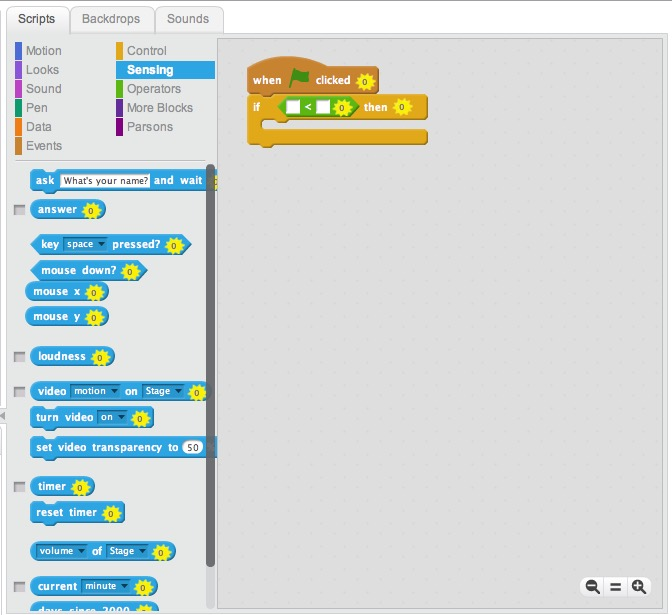 Scripts Backdrops Sounds
Motion Control
Looks Sensing
Sound Operators
Pen More Blocks
Data Parsons
Events
ask What's your name? and wait
answer 0
key space pressed? 0
mouse down? 0
mouse x 0
mouse y 0
loudness 0
video motion on Stage 0
turn video on 0
set video transparency to 50
timer 0
reset timer 0
volume of Stage 0
current minute 0
days since 2000 0
when clicked 0
if < 0 then 0